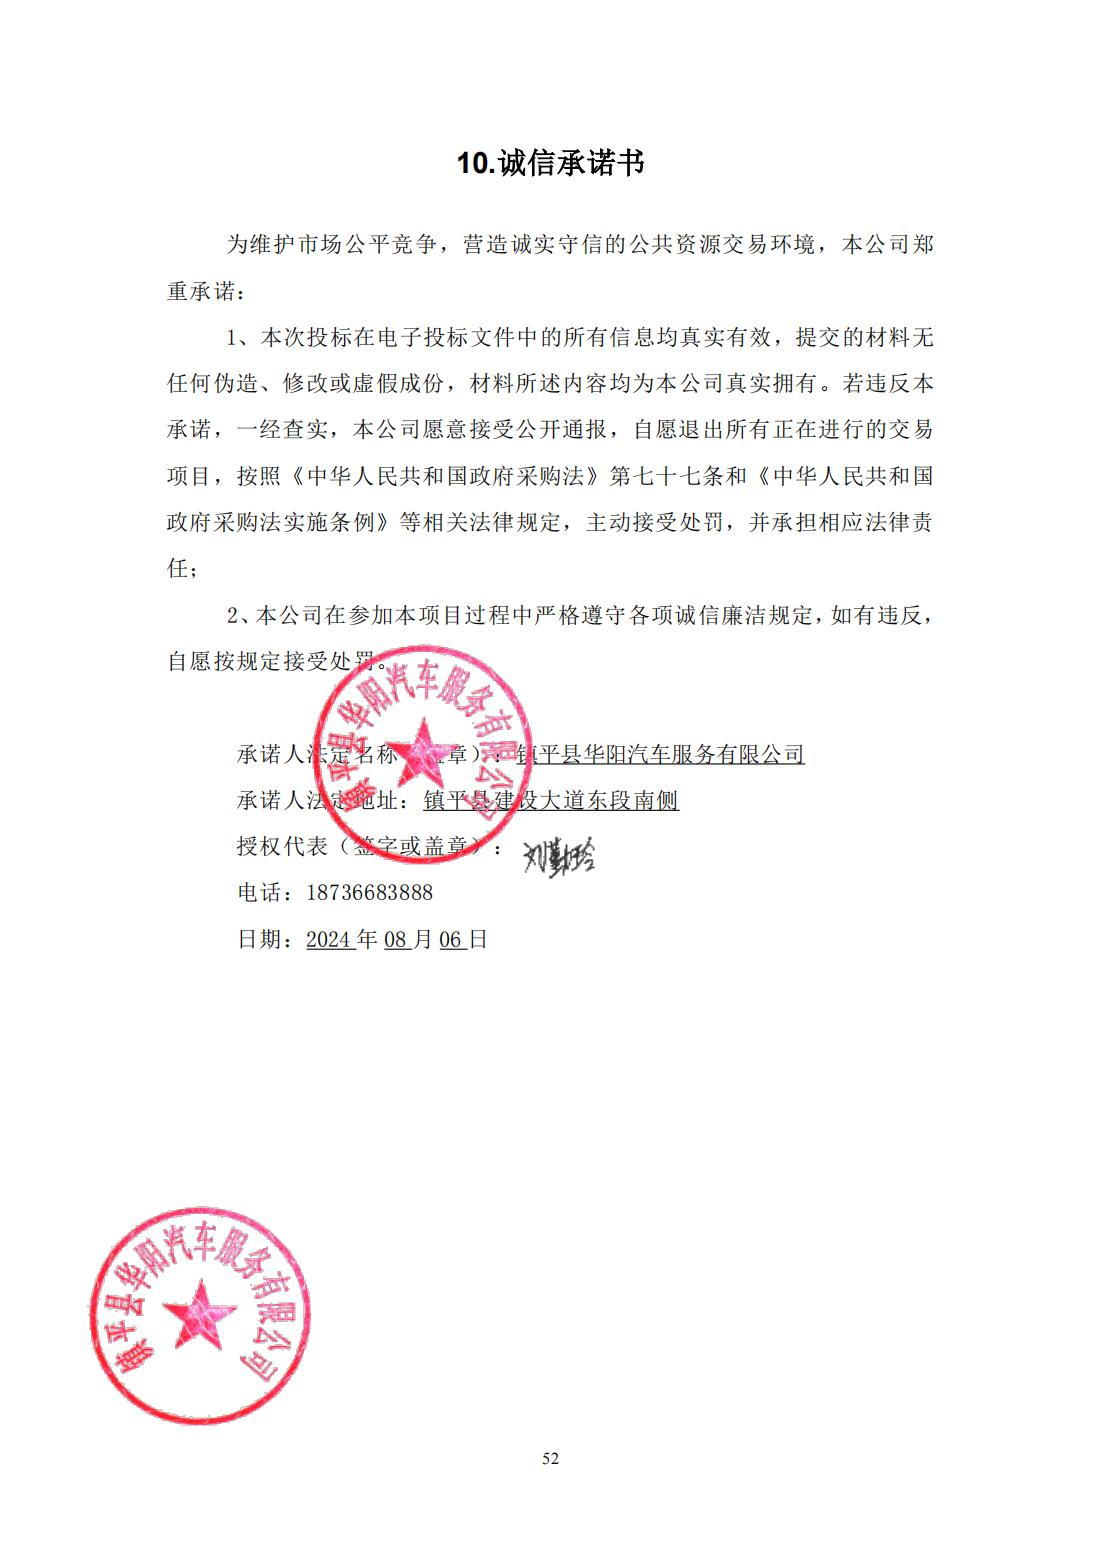 10.诚信承诺书
为维护市场公平竞争，营造诚实守信的公共资源交易环境，本公司郑
重承诺：
1、本次投标在电子投标文件中的所有信息均真实有效，提交的材料无
任何伪造、修改或虚假成份，材料所述内容均为本公司真实拥有。若违反本
承诺，一经查实，本公司愿意接受公开通报，自愿退出所有正在进行的交易
项目，按照《中华人民共和国政府采购法》第七十七条和《中华人民共和国
政府采购法实施条例》等相关法律规定，主动接受处罚，并承担相应法律责
任；
2、本公司在参加本项目过程中严格遵守各项诚信廉洁规定，如有违反，
自愿按规定接受处罚。
承诺人法定名称（盖章）：镇平县华阳汽车服务有限公司
承诺人法定地址：镇平县建设大道东段南侧
授权代表（签字或盖章）：
电话：18736683888
日期：2024 年 08 月 06 日
镇平县华阳汽车服务有限公司
镇平县华阳汽车服务有限公司
52